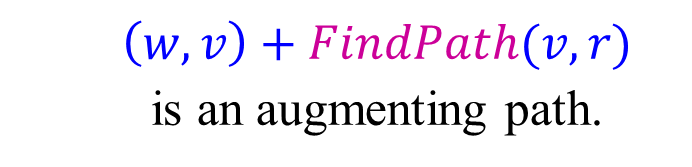 (w, v) + FindPath(v, r)
is an augmenting path.